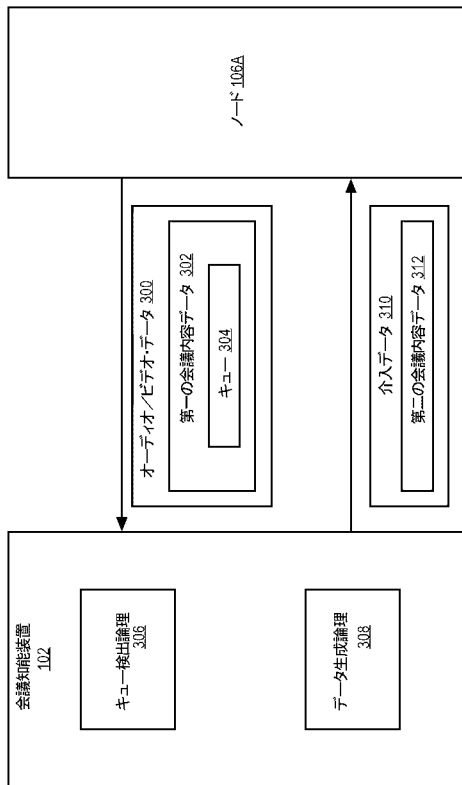 会議知能装置
102
キュー検出論理
306
データ生成論理
308
オーディオ／ビデオ・データ 300
第一の会議内容データ 302
キュー 304
介入データ 310
第二の会議内容データ 312
ノード 106A